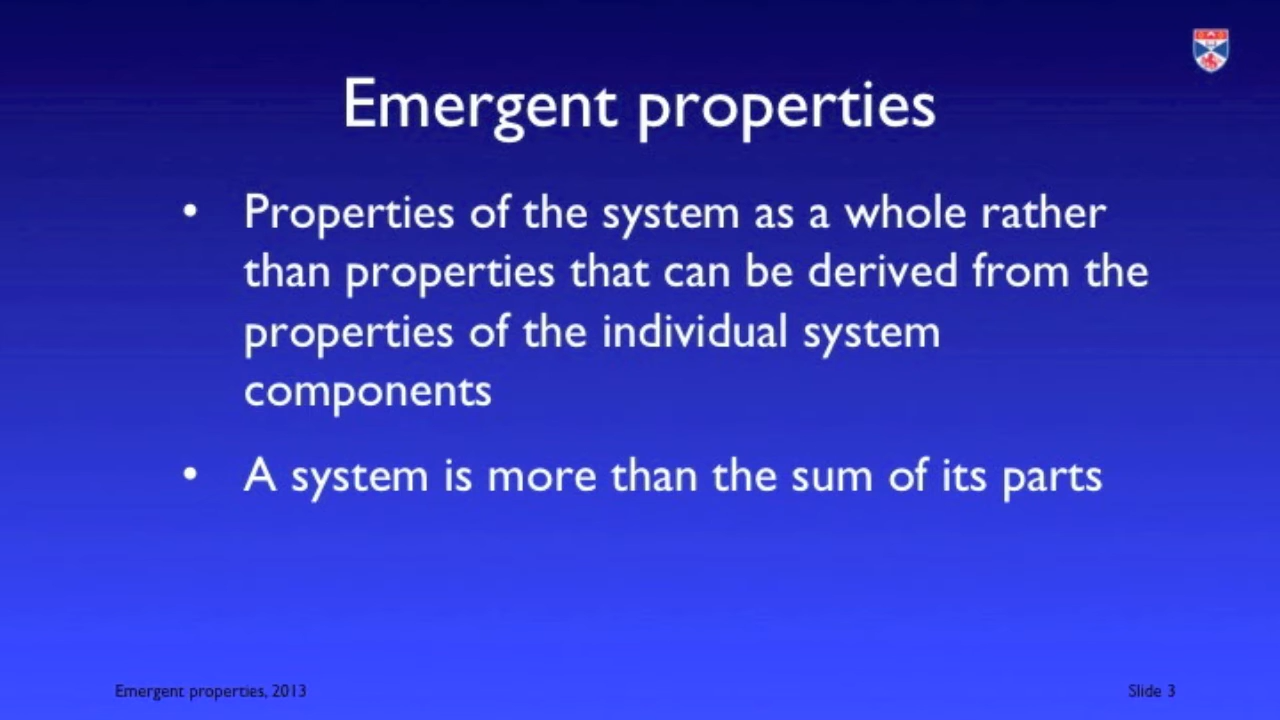 Emergent properties
• Properties of the system as a whole rather
than properties that can be derived from the
properties of the individual system
components
• A system is more than the sum of its parts
Emergent properties, 2013
Slide 3